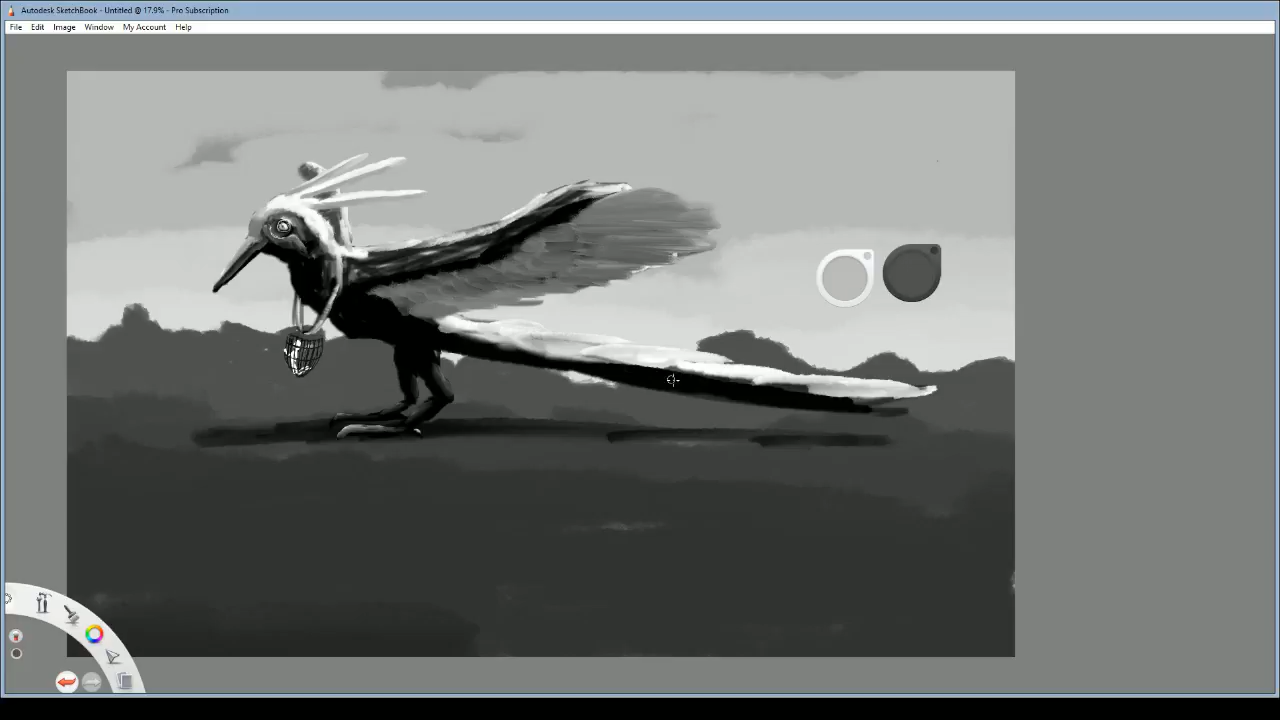 Autodesk SketchBook - Untitled @ 17.9% - Pro Subscription
File Edit Image Window My Account Help